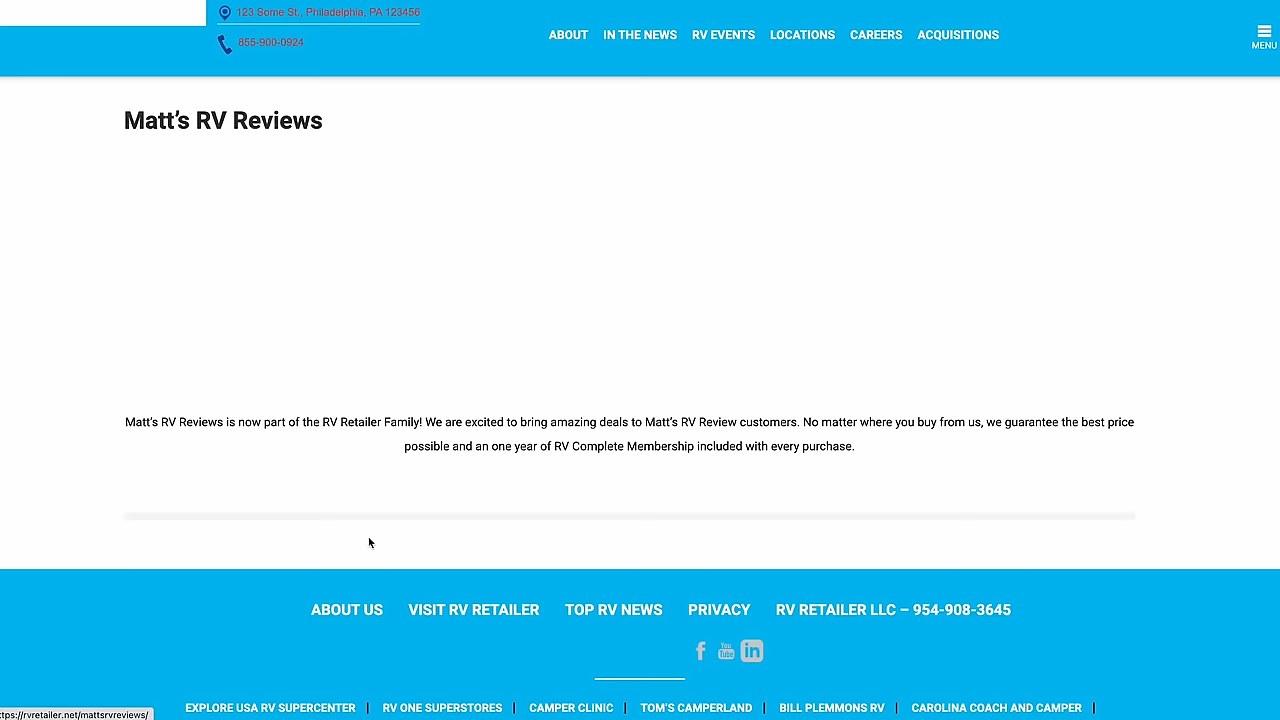 123 Some St., Philadelphia, PA 123456
855-900-0924
ABOUT IN THE NEWS RV EVENTS LOCATIONS CAREERS ACQUISITIONS
MENU
Matt’s RV Reviews
Matt’s RV Reviews is now part of the RV Retailer Family! We are excited to bring amazing deals to Matt’s RV Review customers. No matter where you buy from us, we guarantee the best price
possible and an one year of RV Complete Membership included with every purchase.
ABOUT US VISIT RV RETAILER TOP RV NEWS PRIVACY RV RETAILER LLC – 954-908-3645
f You Tube in
EXPLORE USA RV SUPERCENTER | RV ONE SUPERSTORES | CAMPER CLINIC | TOM’S CAMPERLAND | BILL PLEMMONS RV | CAROLINA COACH AND CAMPER |
ttps://rvretailer.net/mattsrvreviews/